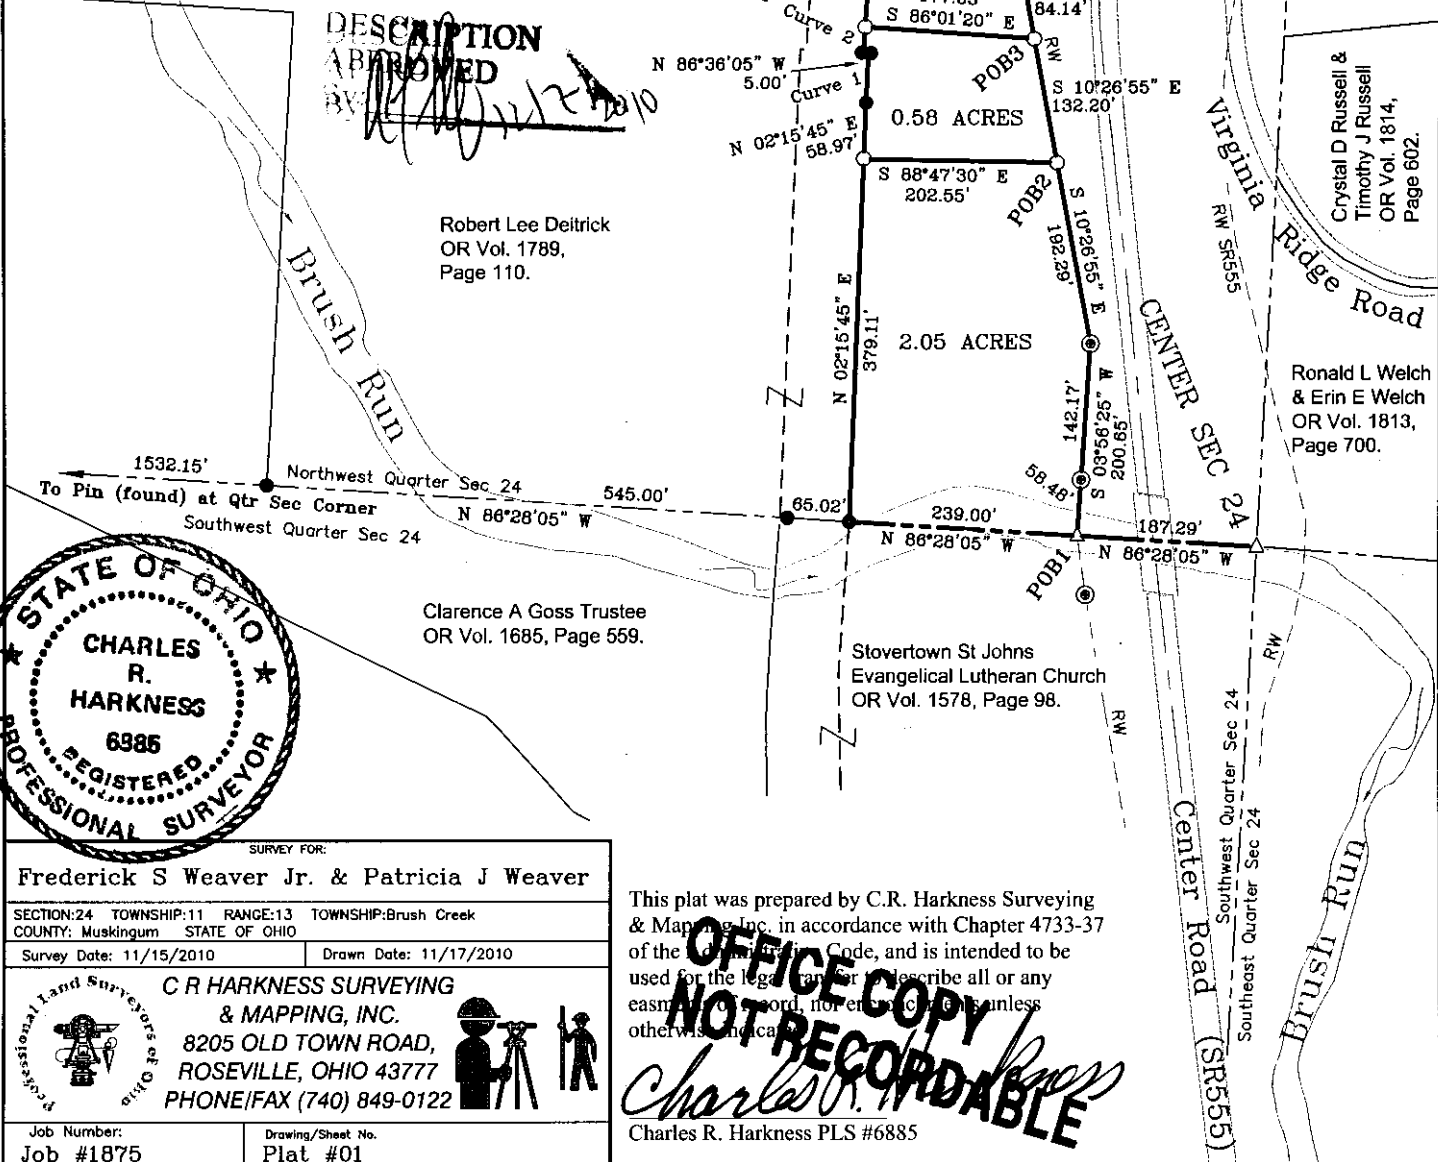 DESCRIPTION
APPROVED
BY:
Curve 2
S 86°01'20" E
84.14'
RW
POB3
N 86°36'05" W
5.00'
Curve 1
S 10°26'55" E
132.20'
0.58 ACRES
N 02°15'45" E
58.97'
S 88°47'30" E
202.55'
POB2
Virginia Ridge Road
Crystal D Russell &
Timothy J Russell
OR Vol. 1814,
Page 602.
Robert Lee Deitrick
OR Vol. 1789,
Page 110.
S 10°26'55" E
192.29'
RW SR555
Brush Run
N 02°15'45" E
379.11'
2.05 ACRES
CENTER SEC 24
Ronald L Welch
& Erin E Welch
OR Vol. 1813,
Page 700.
142.17'
S 03°56'25" W
200.65'
58.48'
1532.15'
To Pin (found) at Qtr Sec Corner
Northwest Quarter Sec 24
Southwest Quarter Sec 24
545.00'
N 86°28'05" W
65.02'
239.00'
N 86°28'05" W
187.29'
N 86°28'05" W
POB1
STATE OF OHIO
CHARLES
R.
HARKNESS
REGISTERED
PROFESSIONAL SURVEYOR
Clarence A Goss Trustee
OR Vol. 1685, Page 559.
Stovertown St Johns
Evangelical Lutheran Church
OR Vol. 1578, Page 98.
RW
RW
Southwest Quarter Sec 24
Southeast Quarter Sec 24
Center Road (SR555)
Brush Run
SURVEY FOR:
Frederick S Weaver Jr. & Patricia J Weaver
SECTION:24 TOWNSHIP:11 RANGE:13 TOWNSHIP:Brush Creek
COUNTY: Muskingum STATE OF OHIO
Survey Date: 11/15/2010
Drawn Date: 11/17/2010
Professional Land Surveyors of Ohio
C R HARKNESS SURVEYING
& MAPPING, INC.
8205 OLD TOWN ROAD,
ROSEVILLE, OHIO 43777
PHONE/FAX (740) 849-0122
Job Number:
Job #1875
Drawing/Sheet No.
Plat #01
This plat was prepared by C.R. Harkness Surveying
& Mapping Inc. in accordance with Chapter 4733-37
of the Code, and is intended to be
used for the legal transfer to describe all or any
of record, nor encroachments unless
otherwise indicated
OFFICE COPY
NOT RECORDABLE
Charles R. Harkness
Charles R. Harkness PLS #6885